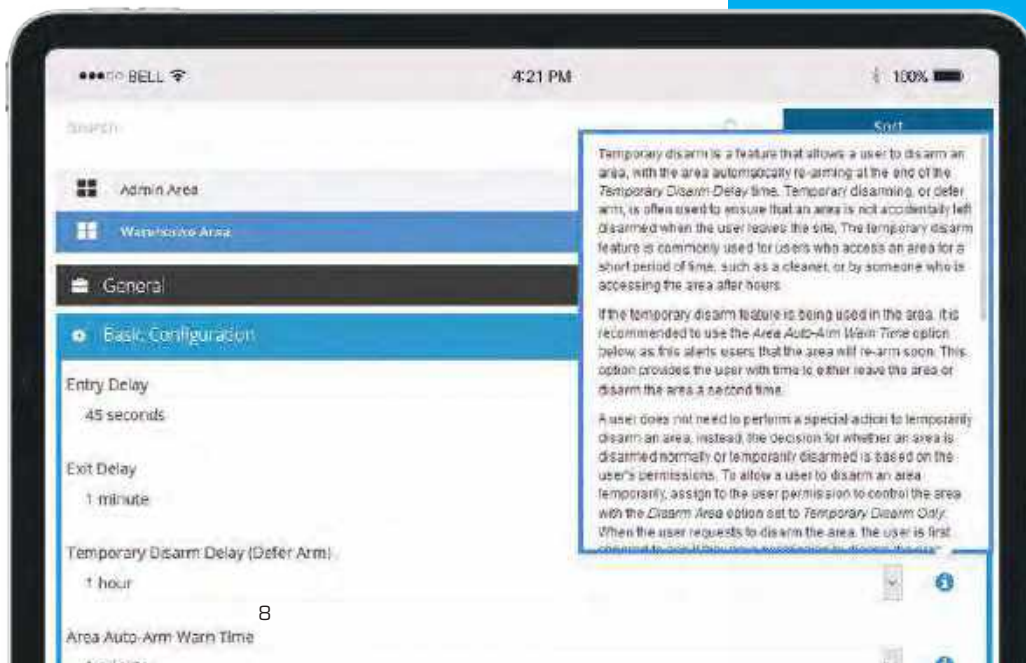 BELL
4:21 PM
100%
Search
Sort
Admin Area
Warehouse Area
General
Basic Configuration
Entry Delay
45 seconds
Exit Delay
1 minute
Temporary Disarm Delay (Defer Arm)
1 hour
8
Area Auto-Arm Warn Time
Temporary disarm is a feature that allows a user to disarm an
area, with the area automatically re-arming at the end of the
Temporary Disarm Delay time. Temporary disarming, or defer
arm, is often used to ensure that an area is not accidentally left
disarmed when the user leaves the site. The temporary disarm
feature is commonly used for users who access an area for a
short period of time, such as a cleaner, or by someone who is
accessing the area after hours.
If the temporary disarm feature is being used in the area, it is
recommended to use the Area Auto-Arm Warn Time option
below as this alerts users that the area will re-arm soon. This
option provides the user with time to either leave the area or
disarm the area a second time.
A user does not need to perform a special action to temporarily
disarm an area, instead, the decision for whether an area is
disarmed normally or temporarily disarmed is based on the
user's permissions. To allow a user to disarm an area
temporarily, assign to the user permission to control the area
with the Disarm Area option set to Temporary Disarm Only.
When the user requests to disarm the area, the user is first